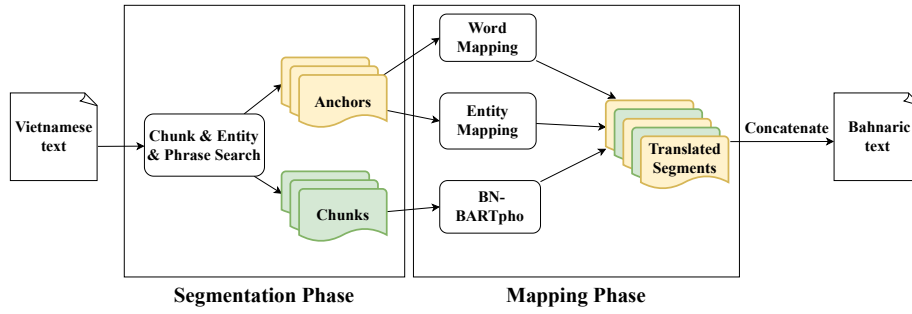 Vietnamese
text
Chunk & Entity
& Phrase Search
Anchors
Chunks
Segmentation Phase
Word
Mapping
Entity
Mapping
BN-
BARTpho
Translated
Segments
Mapping Phase
Concatenate
Bahnaric
text